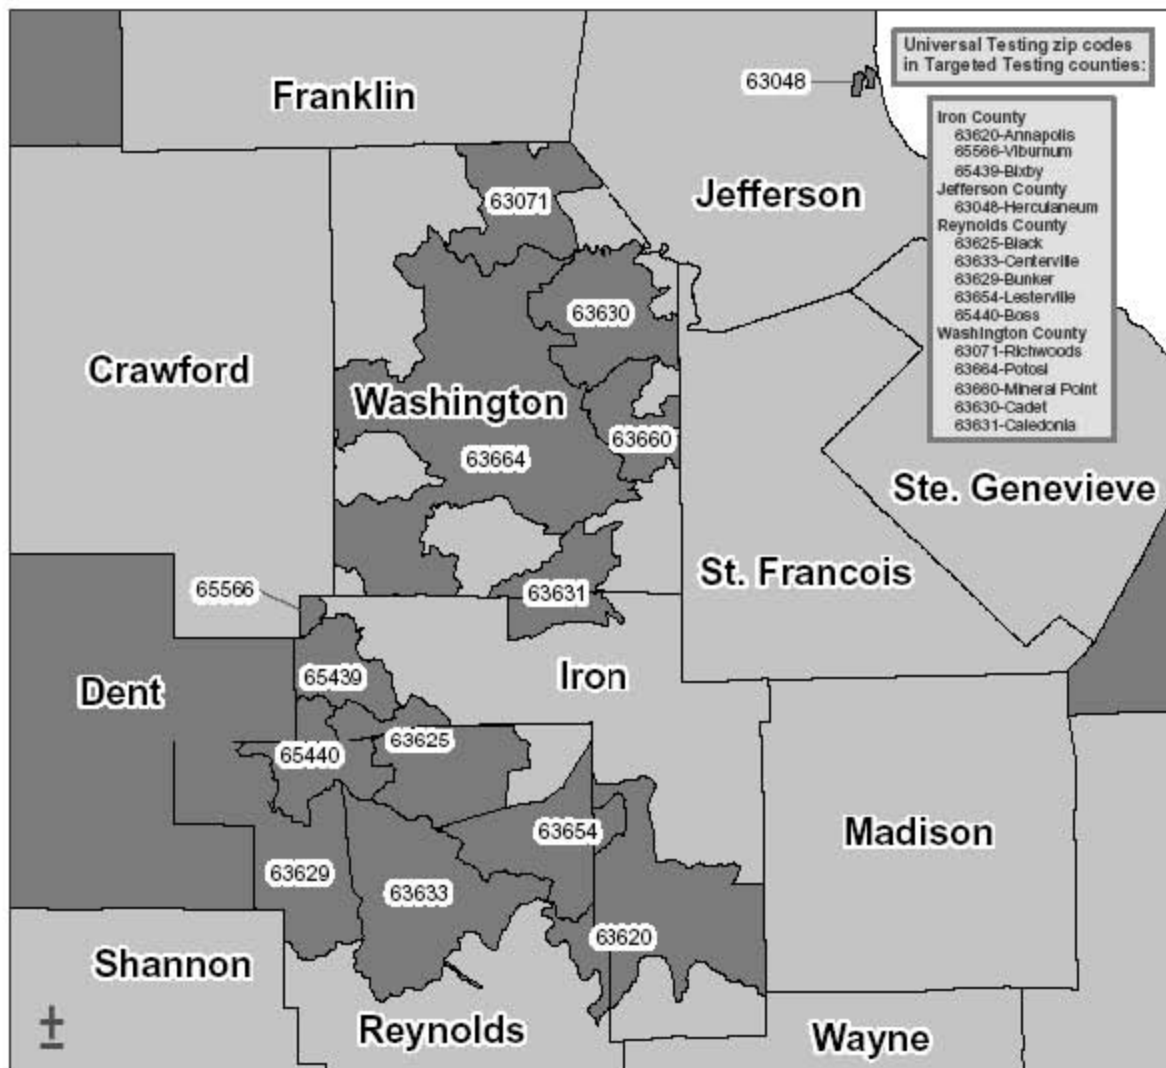 Universal Testing zip codes
in Targeted Testing counties:
63048
Franklin
Iron County
63620-Annapolis
65566-Viburnum
65439-Bixby
Jefferson County
63048-Herculaneum
Reynolds County
63625-Black
63633-Centerville
63629-Bunker
63654-Lesterville
65440-Boss
Washington County
63071-Richwoods
63664-Potosi
63660-Mineral Point
63630-Cadet
63631-Caledonia
63071
Jefferson
63630
Crawford
Washington
63660
63664
Ste. Genevieve
St. Francois
65566
63631
65439
Iron
Dent
63625
65440
63654
Madison
63629
63633
63620
Shannon
Reynolds
Wayne
±